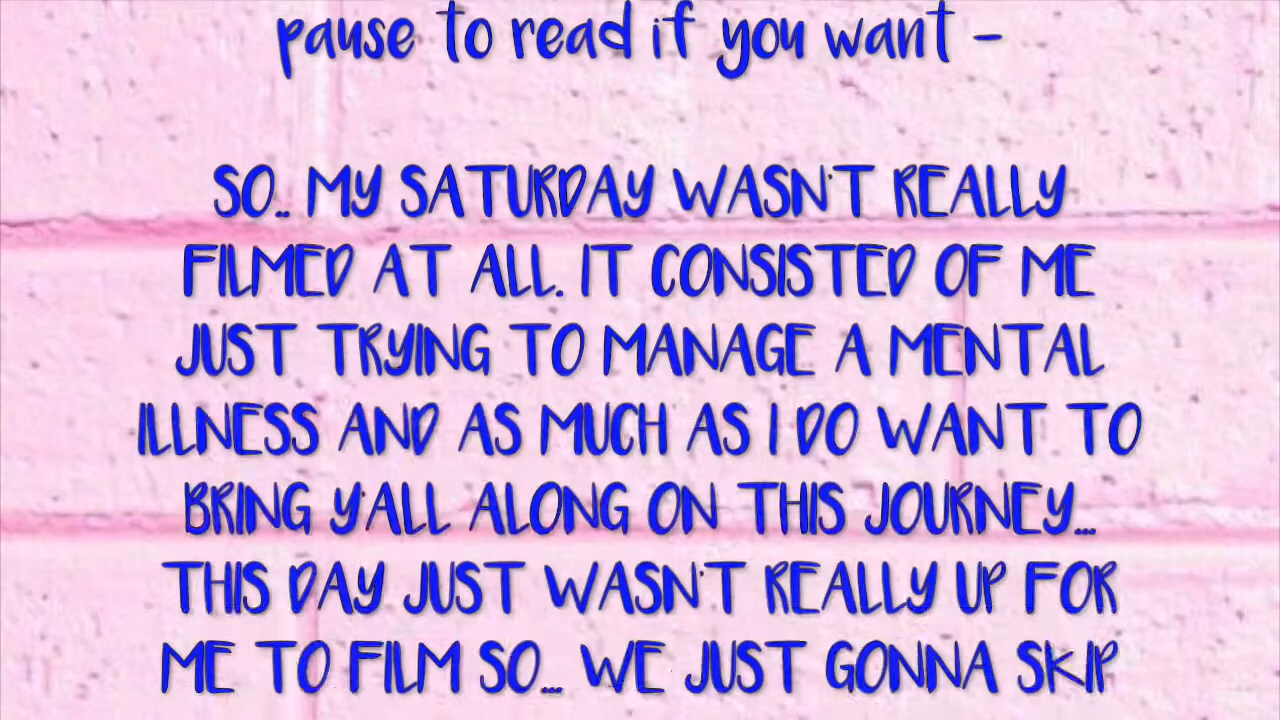 pause to read if you want -
SO.. MY SATURDAY WASN'T REALLY
FILMED AT ALL. IT CONSISTED OF ME
JUST TRYING TO MANAGE A MENTAL
ILLNESS AND AS MUCH AS I DO WANT TO
BRING Y'ALL ALONG ON THIS JOURNEY...
THIS DAY JUST WASN'T REALLY UP FOR
ME TO FILM SO... WE JUST GONNA SKIP